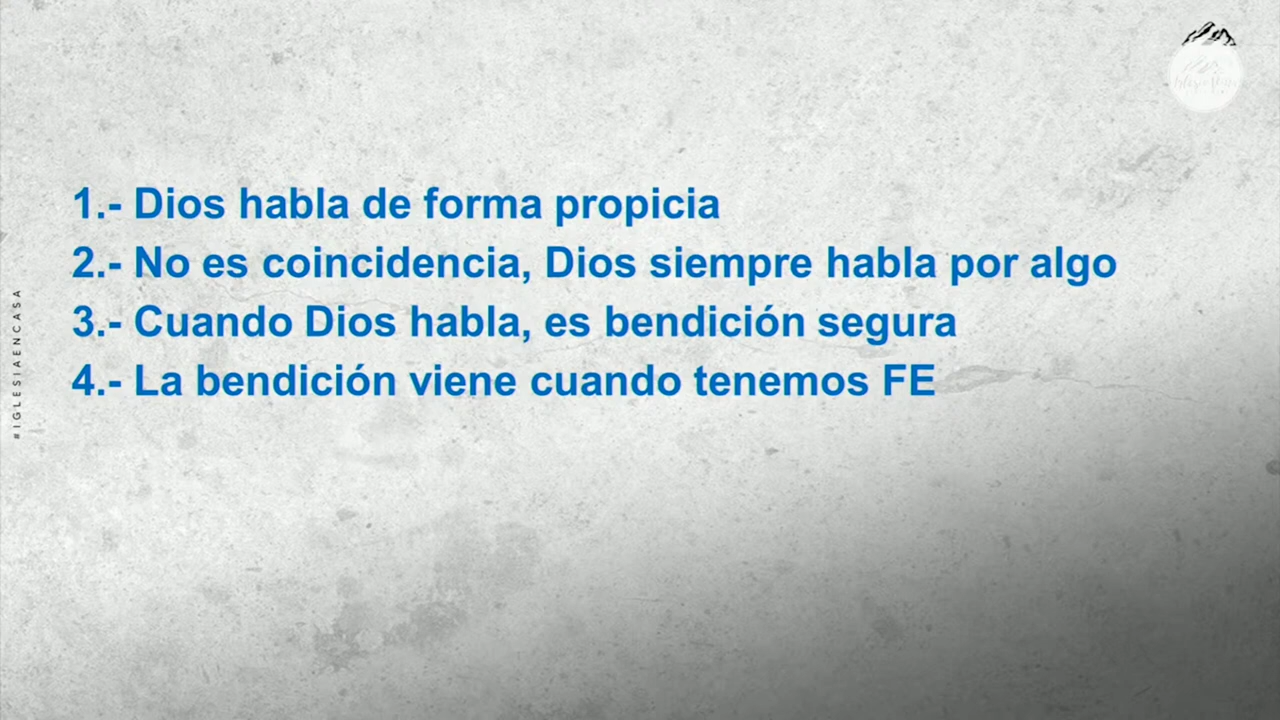 1.- Dios habla de forma propicia
2.- No es coincidencia, Dios siempre habla por algo
3.- Cuando Dios habla, es bendición segura
4.- La bendición viene cuando tenemos FE
#IGLESIAENCASA